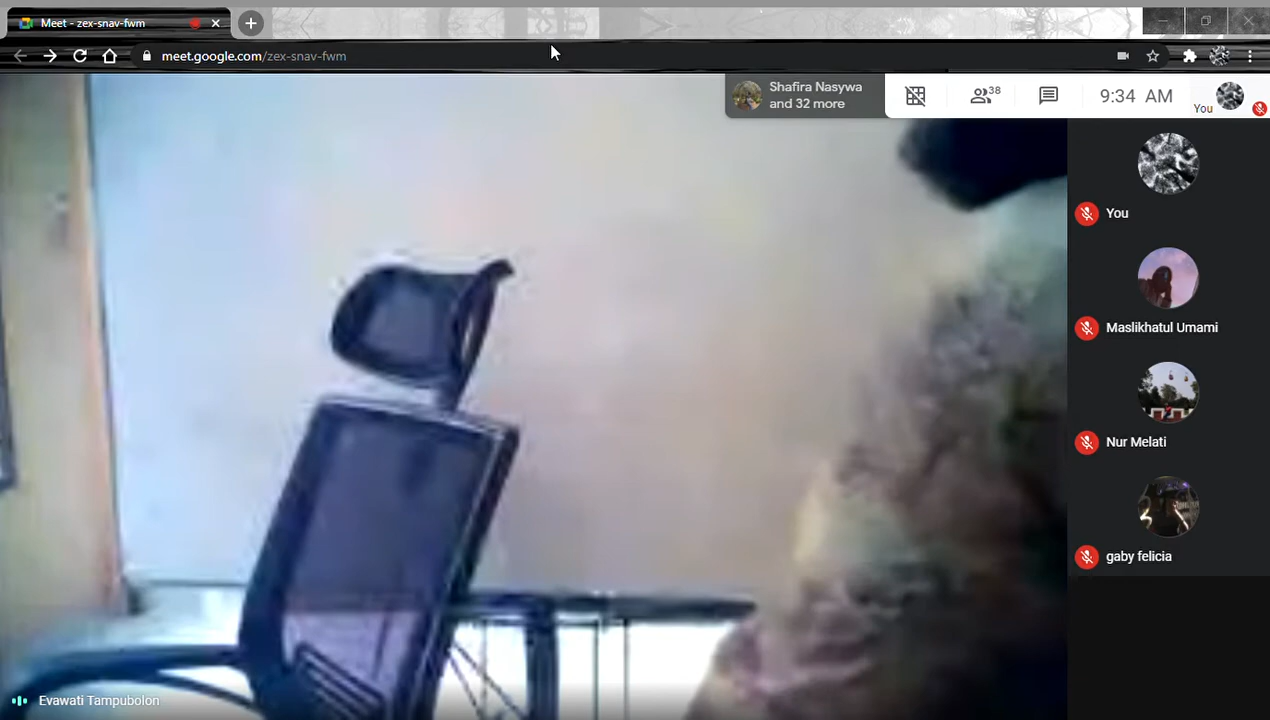 Meet - zex-snav-fwm
meet.google.com/zex-snav-fwm
Shafira Nasywa
and 32 more
38
9:34 AM
You
You
Maslikhatul Umami
Nur Melati
gaby felicia
Evawati Tampubolon